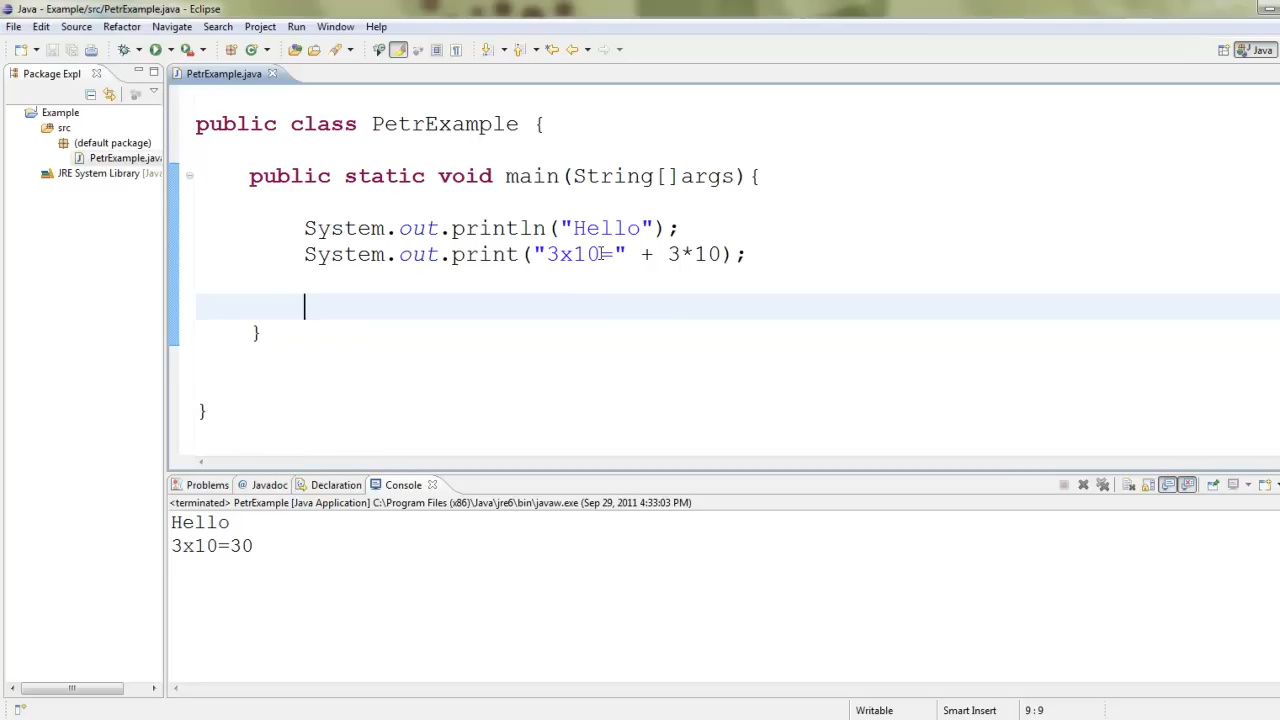 Java - Example/src/PetrExample.java - Eclipse
File Edit Source Refactor Navigate Search Project Run Window Help
Java
Package Expl
PetrExample.java
Example
src
(default package)
PetrExample.java
JRE System Library [Java
public class PetrExample {
public static void main(String[]args){
System.out.println("Hello");
System.out.print("3x10=" + 3*10);
}
}
Problems @ Javadoc Declaration Console
<terminated> PetrExample [Java Application] C:\Program Files (x86)\Java\jre6\bin\javaw.exe (Sep 29, 2011 4:33:03 PM)
Hello
3x10=30
Writable Smart Insert 9 : 9